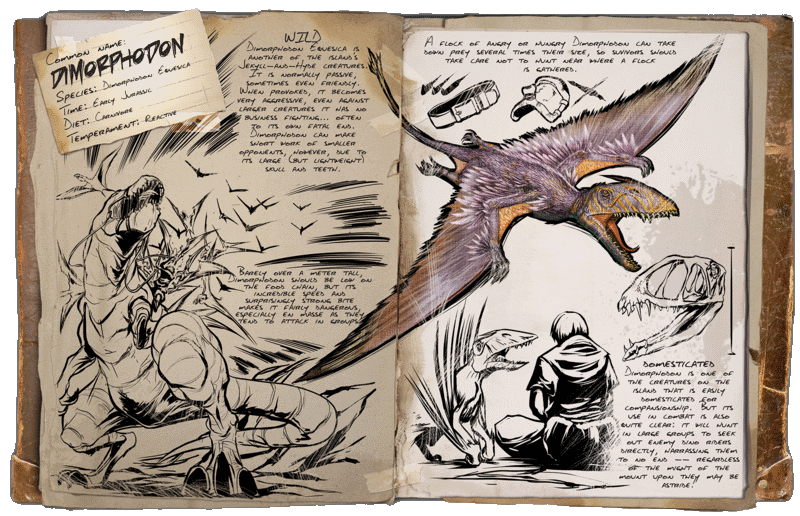 Common name:
DIMORPHODON
Species: Dimorphodon Equesica
Time: Early Jurassic
Diet: Carnivore
Temperament: Reactive
WILD
Dimorphodon Equesica is
another of the island's
Jekyll-and-Hyde creatures.
It is normally passive,
sometimes even friendly.
When provoked, it becomes
very aggressive, even against
larger creatures it has no
business fighting... often
to its own fatal end.
Dimorphodon can make
short work of smaller
opponents, however, due to
its large (but lightweight)
skull and teeth.
Barely over a meter tall,
Dimorphodon should be low on
the food chain, but its
incredible speed and
surprisingly strong bite
makes it fairly dangerous,
especially en masse as they
tend to attack in groups.
A flock of angry or hungry Dimorphodon can take
down prey several times their size, so suvivors should
take care not to hunt near where a flock
is gathered.
DOMESTICATED
Dimorphodon is one of
the creatures on the
island that is easily
domesticated for
companionship. But its
use in combat is also
quite clear: it will hunt
in large groups to seek
out enemy dino riders
directly, harrassing them
to no end -- regardless
of the might of the
mount upon they may be
astride!